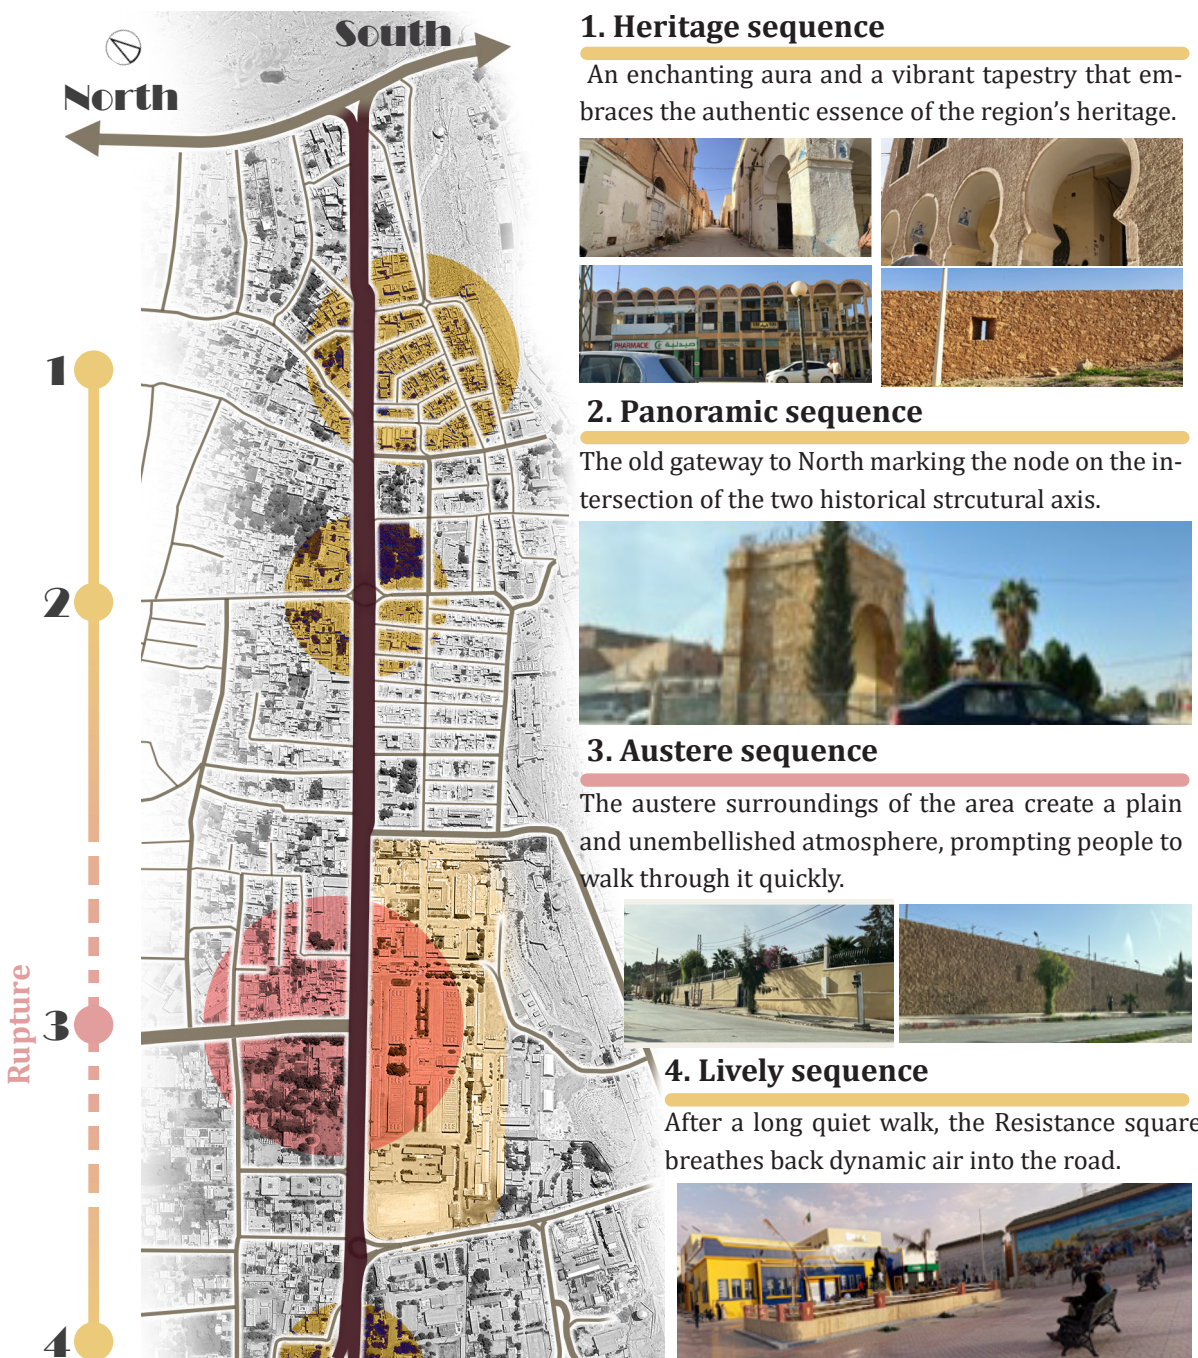 South
North
1
2
Rupture
3
4
1. Heritage sequence
An enchanting aura and a vibrant tapestry that em-
braces the authentic essence of the region's heritage.
PHARMACIE صيدلية
2. Panoramic sequence
The old gateway to North marking the node on the in-
tersection of the two historical strcutural axis.
3. Austere sequence
The austere surroundings of the area create a plain
and unembellished atmosphere, prompting people to
walk through it quickly.
4. Lively sequence
After a long quiet walk, the Resistance square
breathes back dynamic air into the road.